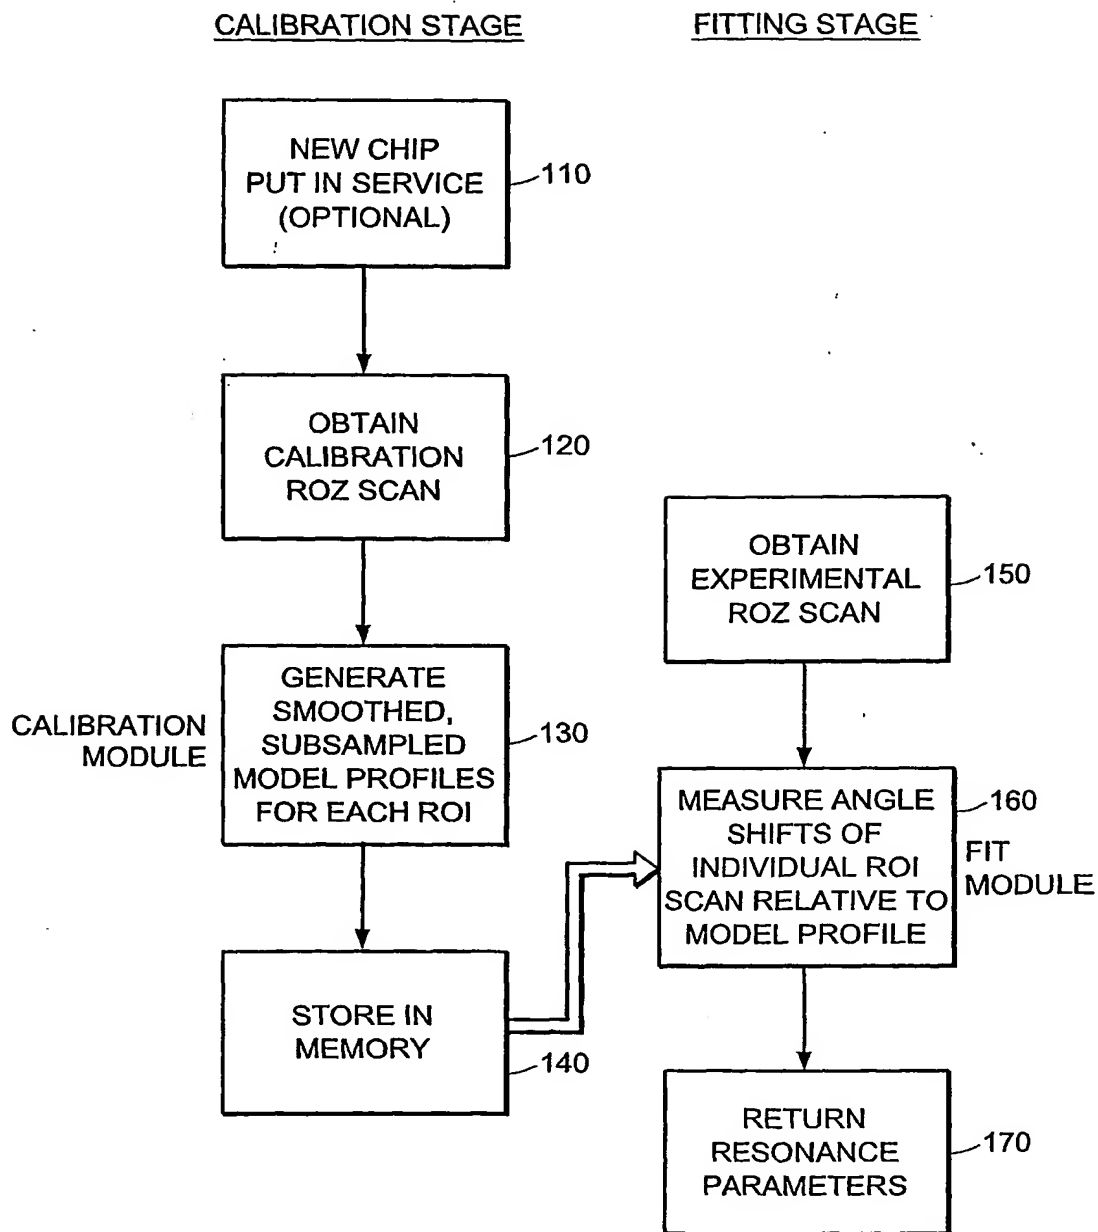 CALIBRATION STAGE
FITTING STAGE
NEW CHIP
PUT IN SERVICE
(OPTIONAL)
110
OBTAIN
CALIBRATION
ROZ SCAN
120
GENERATE
SMOOTHED,
SUBSAMPLED
MODEL PROFILES
FOR EACH ROI
130
CALIBRATION
MODULE
STORE IN
MEMORY
140
OBTAIN
EXPERIMENTAL
ROZ SCAN
150
MEASURE ANGLE
SHIFTS OF
INDIVIDUAL ROI
SCAN RELATIVE TO
MODEL PROFILE
160
FIT
MODULE
RETURN
RESONANCE
PARAMETERS
170